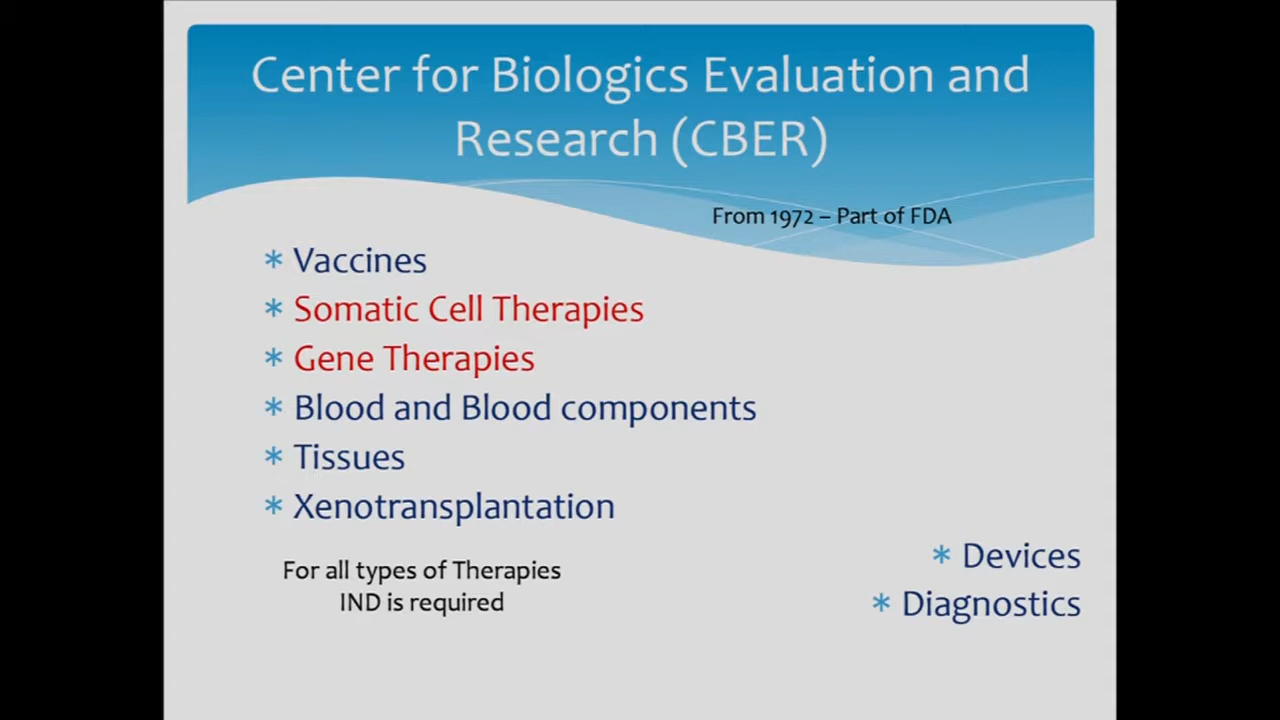 Center for Biologics Evaluation and
Research (CBER)
From 1972 – Part of FDA
* Vaccines
* Somatic Cell Therapies
* Gene Therapies
* Blood and Blood components
* Tissues
* Xenotransplantation
For all types of Therapies
IND is required
* Devices
* Diagnostics